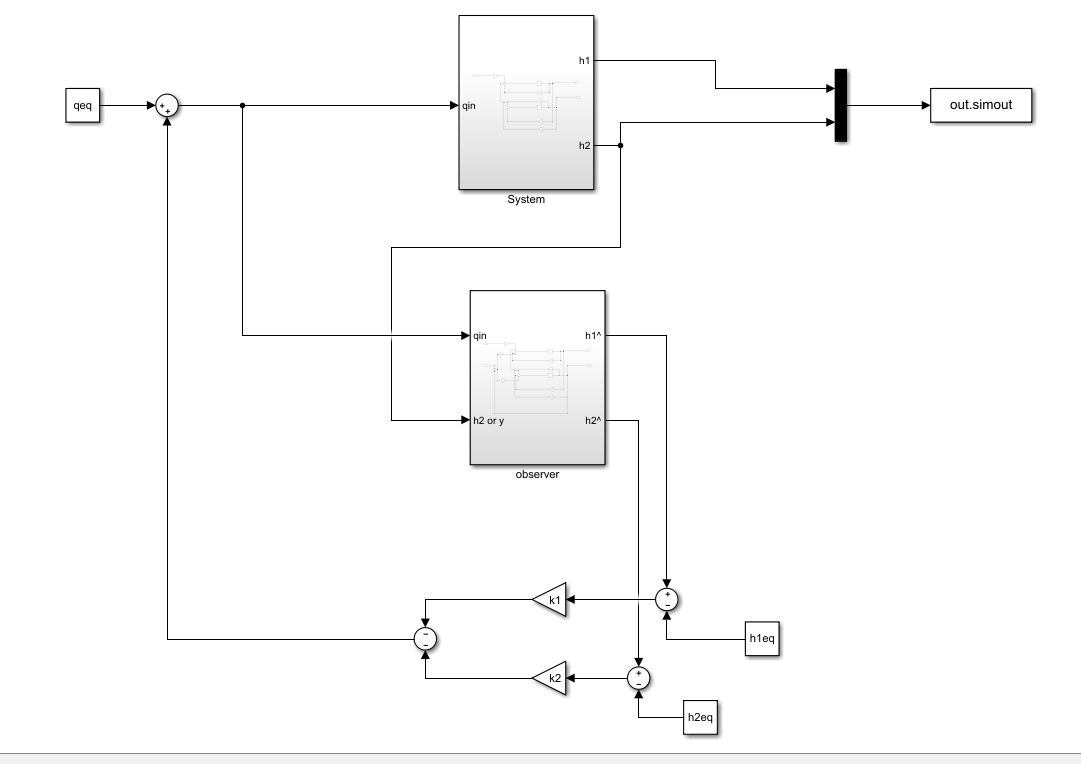 h1
qeq
qin
out.simout
h2
System
qin
h1^
h2 or y
h2^
observer
k1
h1eq
k2
h2eq